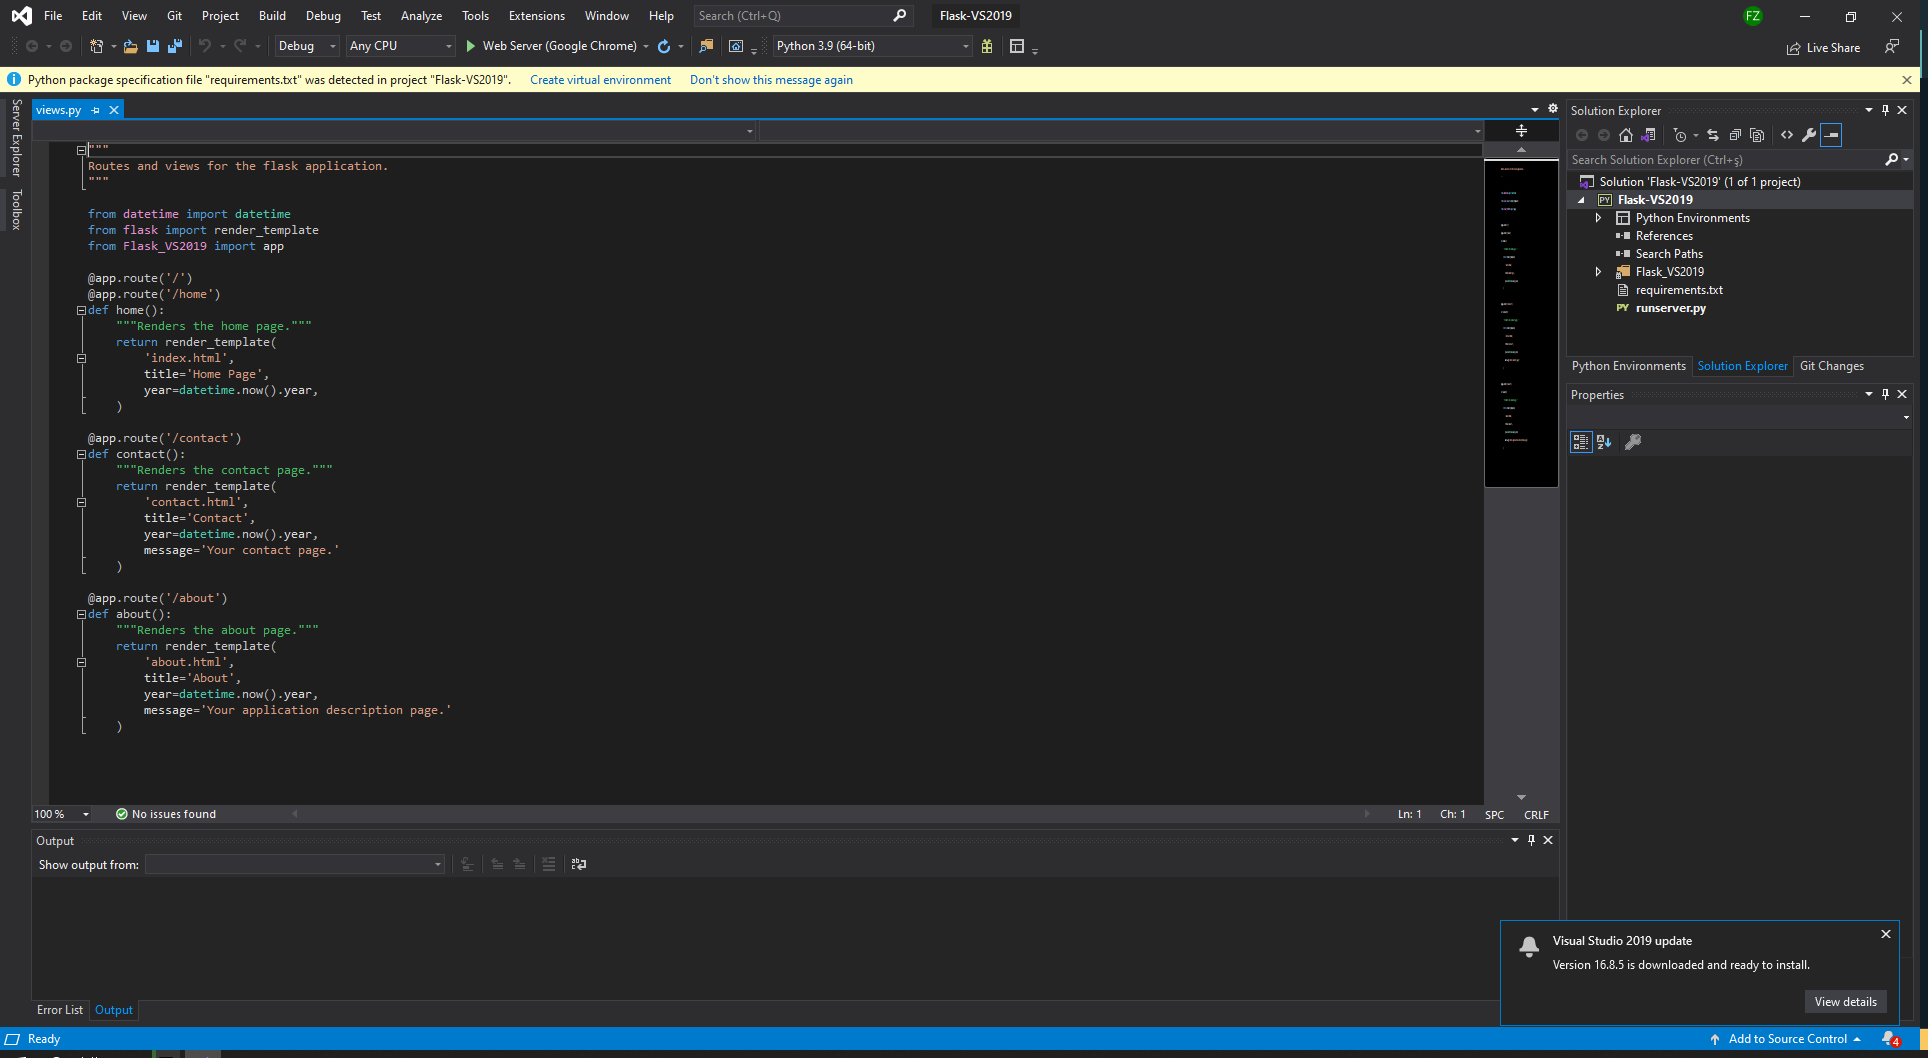 File Edit View Git Project Build Debug Test Analyze Tools Extensions Window Help Search (Ctrl+Q) Flask-VS2019 FZ
Debug Any CPU Web Server (Google Chrome) Python 3.9 (64-bit) Live Share
Python package specification file "requirements.txt" was detected in project "Flask-VS2019". Create virtual environment Don't show this message again
Server Explorer
Toolbox
views.py
"""
Routes and views for the flask application.
"""
from datetime import datetime
from flask import render_template
from Flask_VS2019 import app
@app.route('/')
@app.route('/home')
def home():
"""Renders the home page."""
return render_template(
'index.html',
title='Home Page',
year=datetime.now().year,
)
@app.route('/contact')
def contact():
"""Renders the contact page."""
return render_template(
'contact.html',
title='Contact',
year=datetime.now().year,
message='Your contact page.'
)
@app.route('/about')
def about():
"""Renders the about page."""
return render_template(
'about.html',
title='About',
year=datetime.now().year,
message='Your application description page.'
)
100 % No issues found Ln: 1 Ch: 1 SPC CRLF
Output
Show output from:
Error List Output
Solution Explorer
Search Solution Explorer (Ctrl+ş)
Solution 'Flask-VS2019' (1 of 1 project)
PY Flask-VS2019
Python Environments
References
Search Paths
Flask_VS2019
requirements.txt
PY runserver.py
Python Environments Solution Explorer Git Changes
Properties
Visual Studio 2019 update
Version 16.8.5 is downloaded and ready to install.
View details
Ready Add to Source Control 4